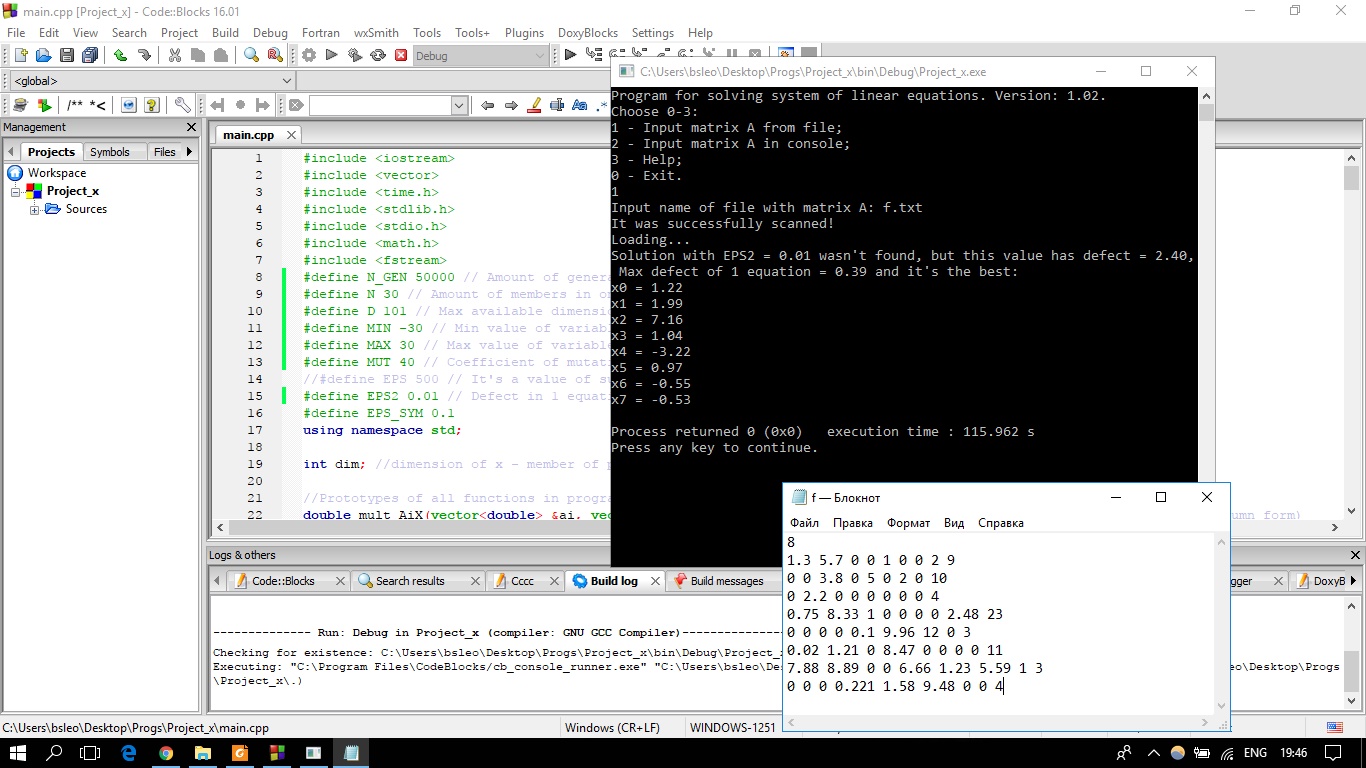 main.cpp [Project_x] - Code::Blocks 16.01
File Edit View Search Project Build Debug Fortran wxSmith Tools Tools+ Plugins DoxyBlocks Settings Help
Debug
<global>
/** *< Aa .*
Management
Projects Symbols Files
Workspace
Project_x
Sources
main.cpp
1 #include <iostream>
2 #include <vector>
3 #include <time.h>
4 #include <stdlib.h>
5 #include <stdio.h>
6 #include <math.h>
7 #include <fstream>
8 #define N_GEN 50000 // Amount of gener
9 #define N 30 // Amount of members in on
10 #define D 101 // Max available dimensio
11 #define MIN -30 // Min value of variabl
12 #define MAX 30 // Max value of variable
13 #define MUT 40 // Coefficient of mutati
14 //#define EPS 500 // It's a value of su
15 #define EPS2 0.01 // Defect in 1 equati
16 #define EPS_SYM 0.1
17 using namespace std;
18
19 int dim; //dimension of x - member of p
20
21 //Prototypes of all functions in progra
22 double mult_AiX(vector<double> &ai, vec umn form)
C:\Users\bsleo\Desktop\Progs\Project_x\bin\Debug\Project_x.exe
Program for solving system of linear equations. Version: 1.02.
Choose 0-3:
1 - Input matrix A from file;
2 - Input matrix A in console;
3 - Help;
0 - Exit.
1
Input name of file with matrix A: f.txt
It was successfully scanned!
Loading...
Solution with EPS2 = 0.01 wasn't found, but this value has defect = 2.40,
Max defect of 1 equation = 0.39 and it's the best:
x0 = 1.22
x1 = 1.99
x2 = 7.16
x3 = 1.04
x4 = -3.22
x5 = 0.97
x6 = -0.55
x7 = -0.53
Process returned 0 (0x0) execution time : 115.962 s
Press any key to continue.
f — Блокнот
Файл Правка Формат Вид Справка
8
1.3 5.7 0 0 1 0 0 2 9
0 0 3.8 0 5 0 2 0 10
0 2.2 0 0 0 0 0 0 4
0.75 8.33 1 0 0 0 0 2.48 23
0 0 0 0 0.1 9.96 12 0 3
0.02 1.21 0 8.47 0 0 0 0 11
7.88 8.89 0 0 6.66 1.23 5.59 1 3
0 0 0 0.221 1.58 9.48 0 0 4
Logs & others
Code::Blocks Search results Cccc Build log Build messages gger DoxyB
-------------- Run: Debug in Project_x (compiler: GNU GCC Compiler)---------------
Checking for existence: C:\Users\bsleo\Desktop\Progs\Project_x\bin\Debug\Project_x
Executing: "C:\Program Files\CodeBlocks/cb_console_runner.exe" "C:\Users\bsleo\Des leo\Desktop\Progs
\Project_x\.)
C:\Users\bsleo\Desktop\Progs\Project_x\main.cpp Windows (CR+LF) WINDOWS-1251
ENG 19:46